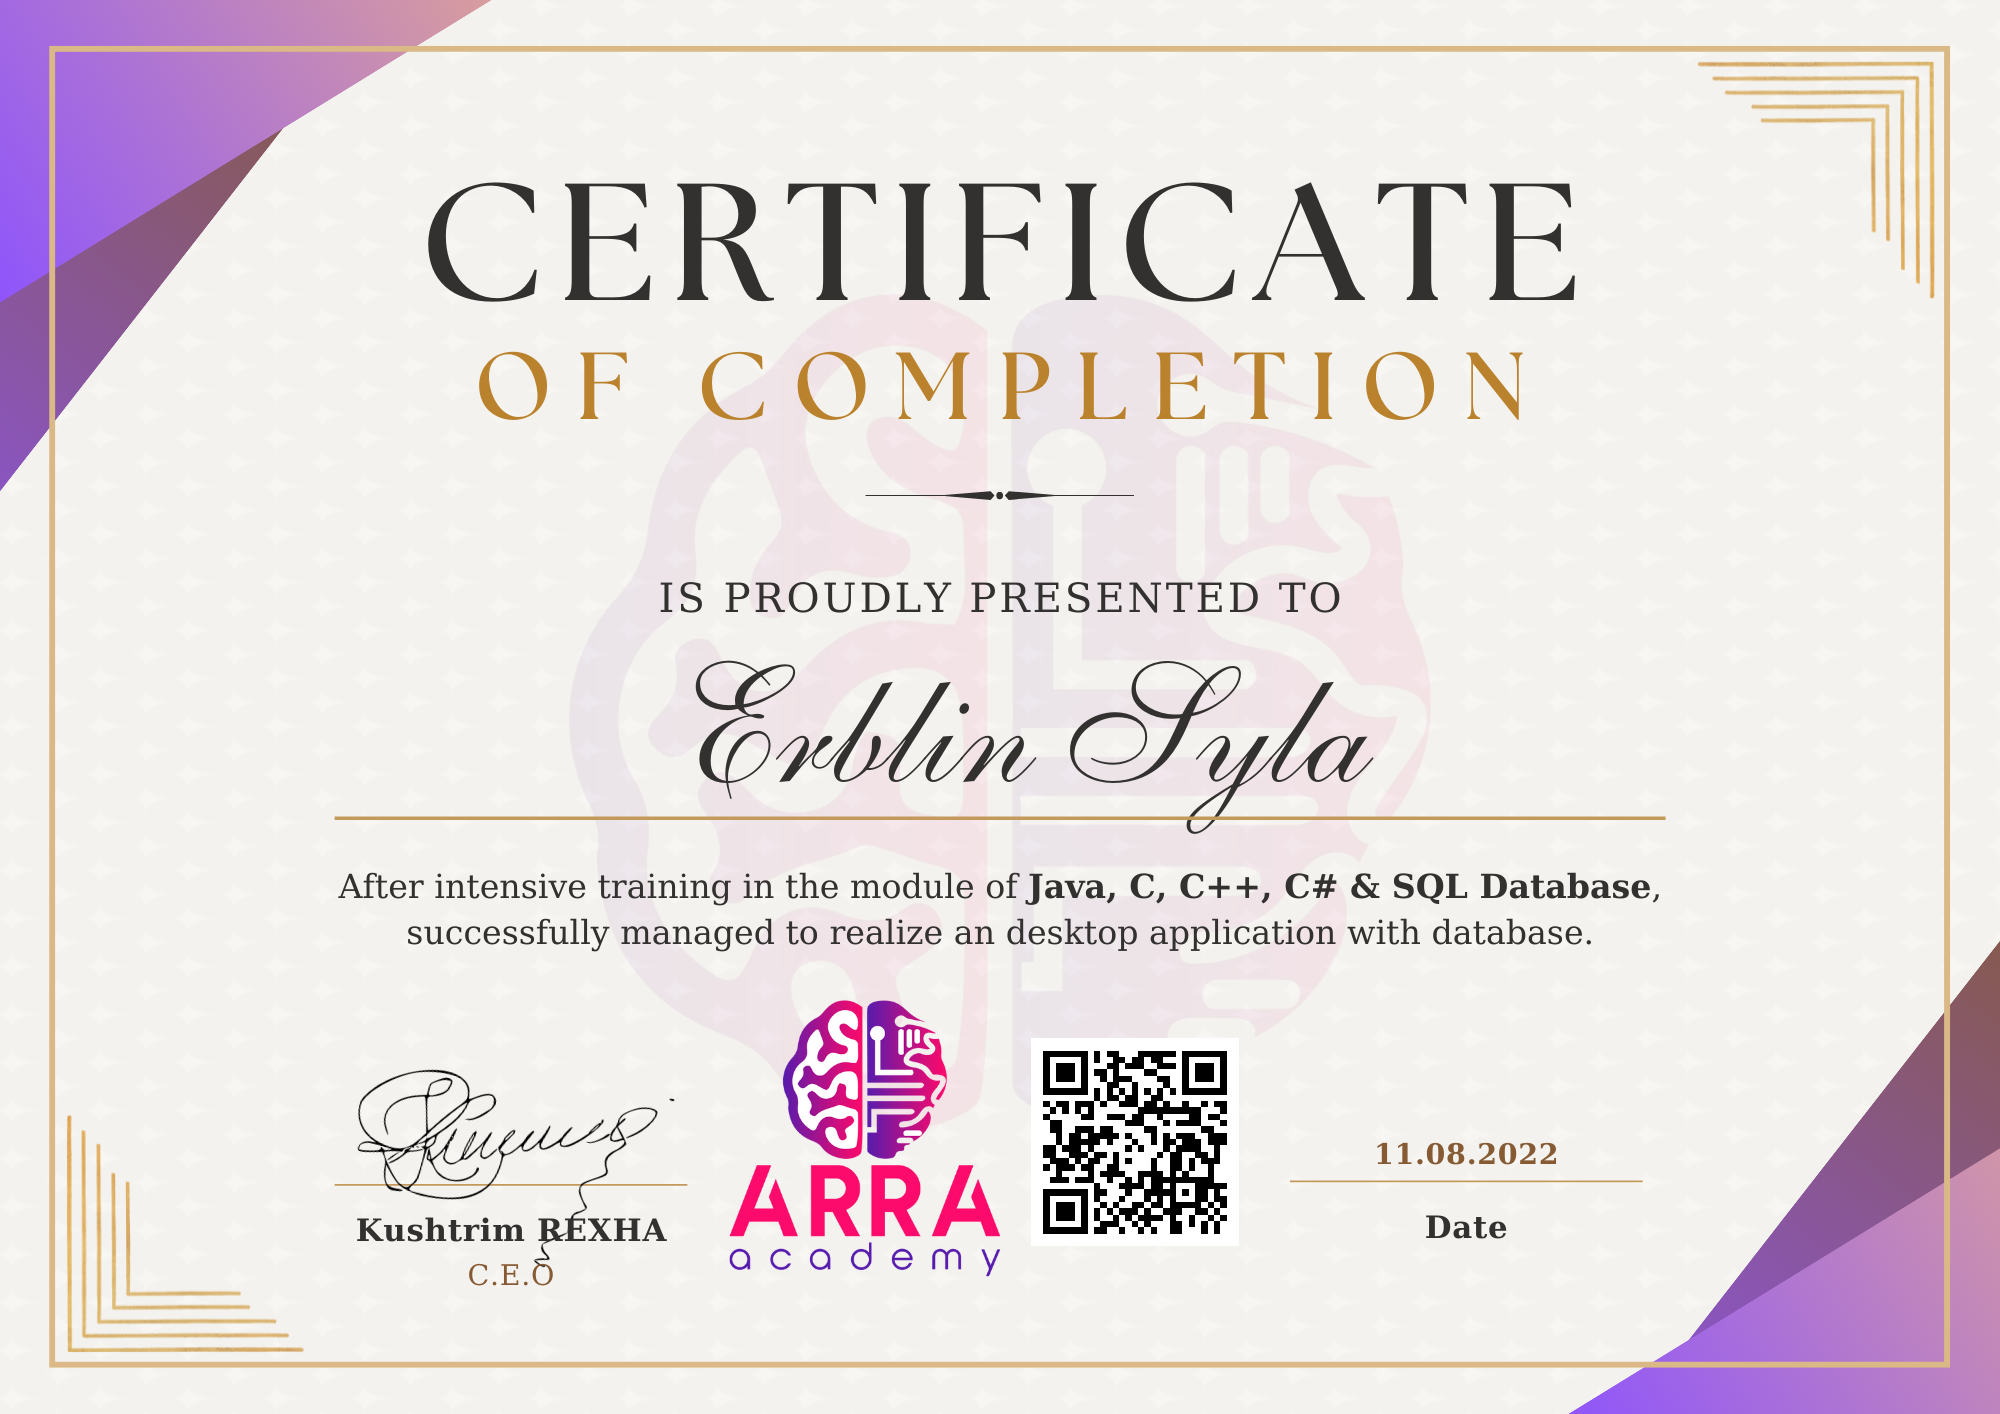 CERTIFICATE
OF COMPLETION
IS PROUDLY PRESENTED TO
Erblin Syla
After intensive training in the module of Java, C, C++, C# & SQL Database,
successfully managed to realize an desktop application with database.
Kushtrim REXHA
C.E.O
ARRA
academy
11.08.2022
Date